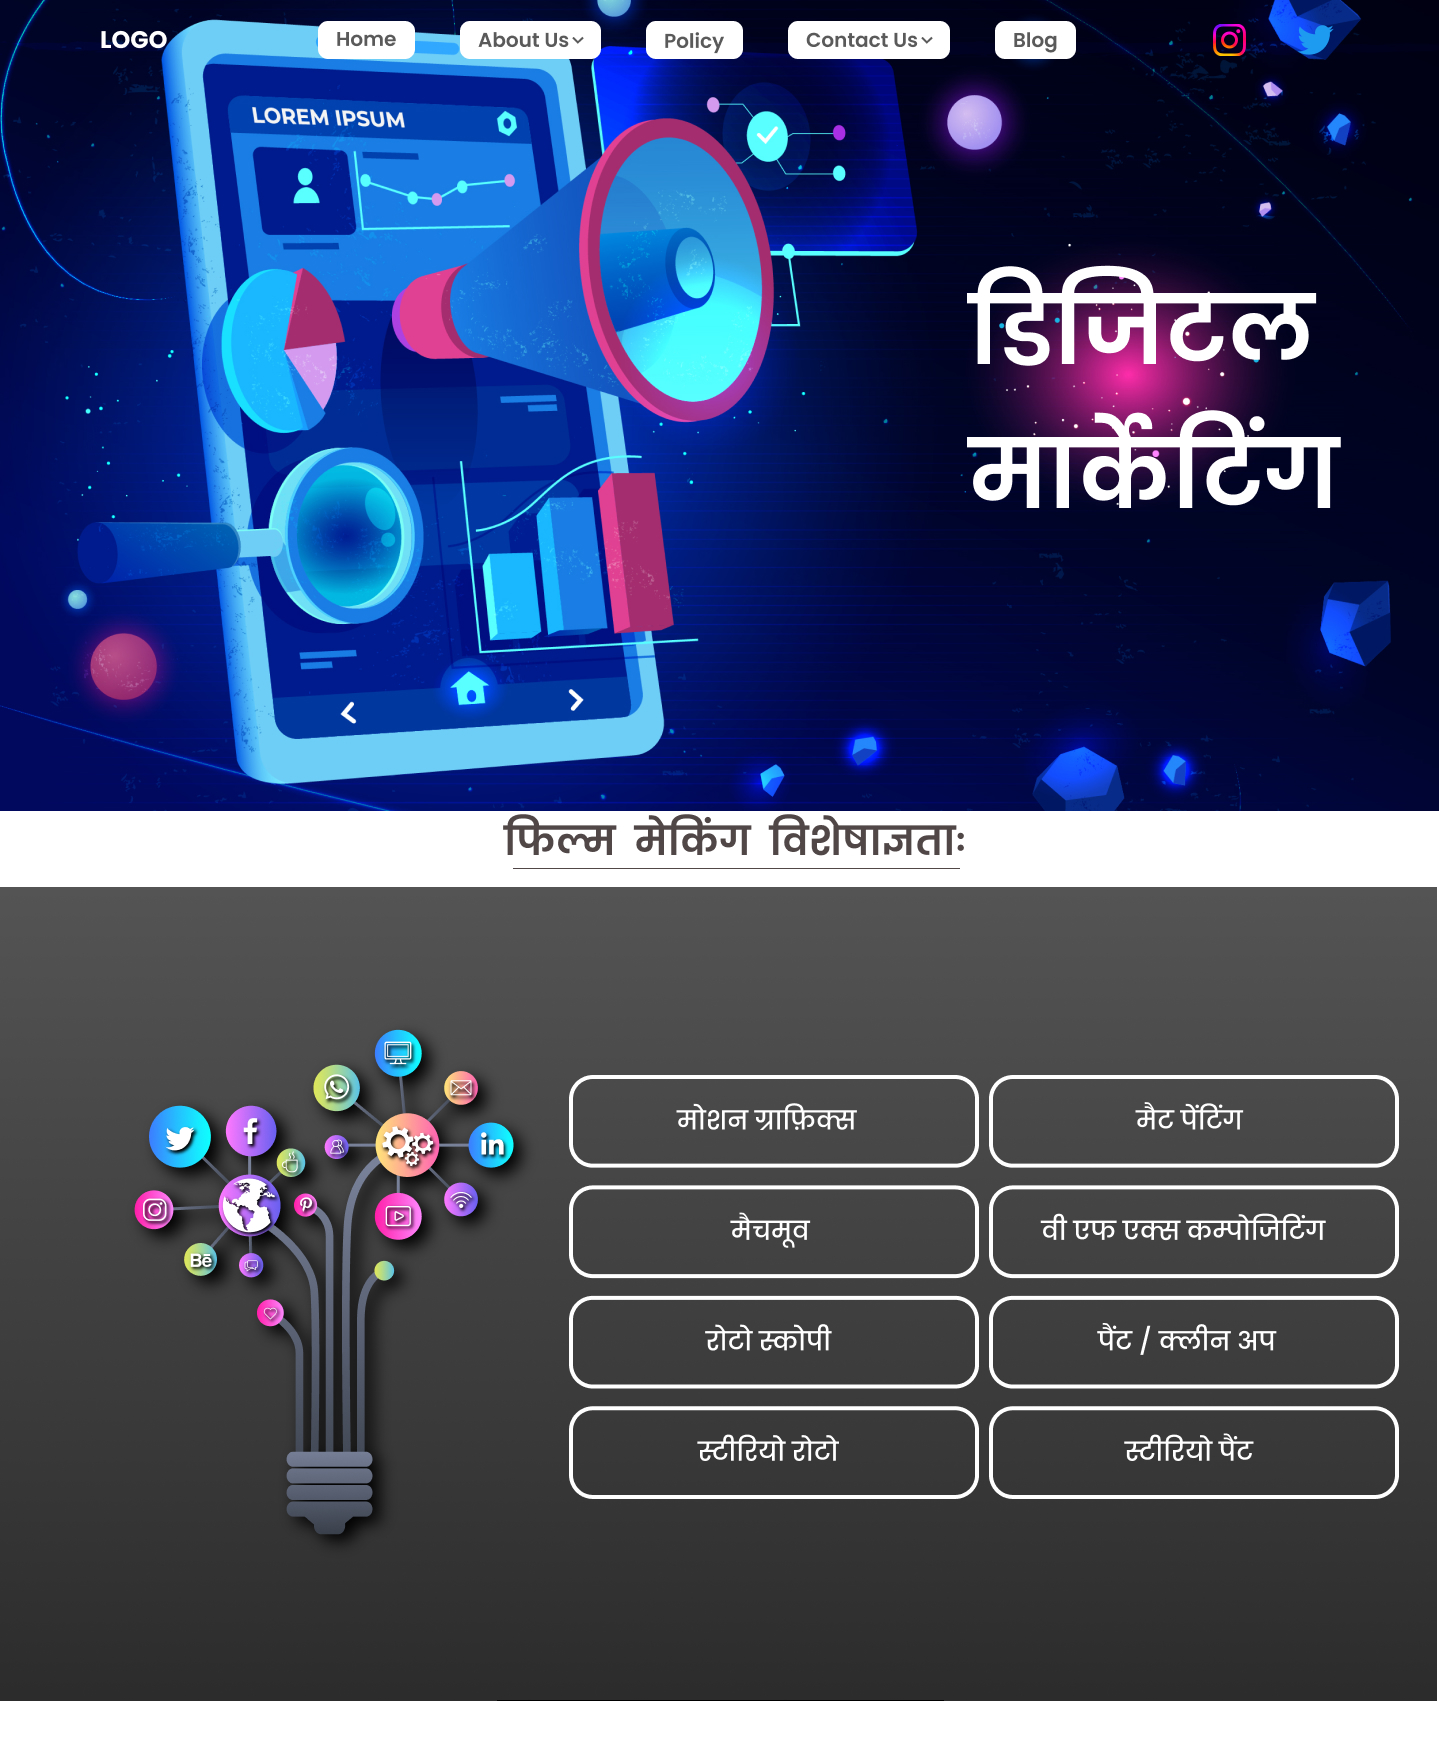 LOGO
Home
About Us
Policy
Contact Us
Blog
LOREM IPSUM
डिजिटल
मार्केटिंग
फिल्म मेकिंग विशेषाज्ञताः
मोशन ग्राफ़िक्स
मैट पेंटिंग
मैचमूव
वी एफ एक्स कम्पोजिटिंग
रोटो स्कोपी
पैंट / क्लीन अप
स्टीरियो रोटो
स्टीरियो पैंट
f
in
Bē